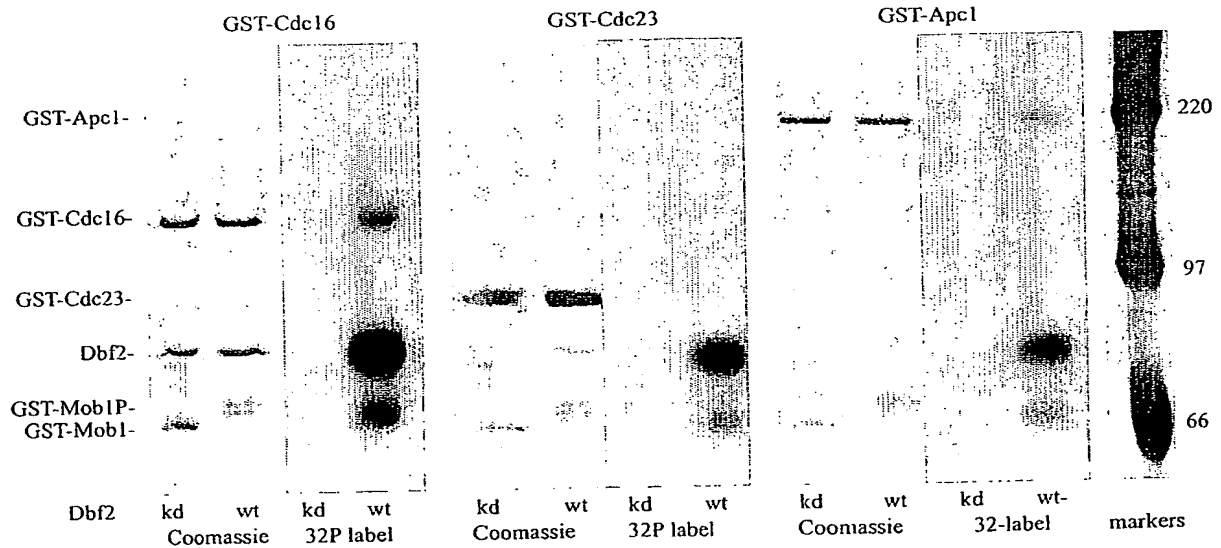 GST-Cdc16
GST-Cdc23
GST-Apc1
GST-Apc1-
220
GST-Cdc16-
97
GST-Cdc23-
Dbf2-
GST-Mob1P-
GST-Mob1-
66
Dbf2 kd wt kd wt kd wt kd wt kd wt kd wt-
Coomassie 32P label Coomassie 32P label Coomassie 32-label markers